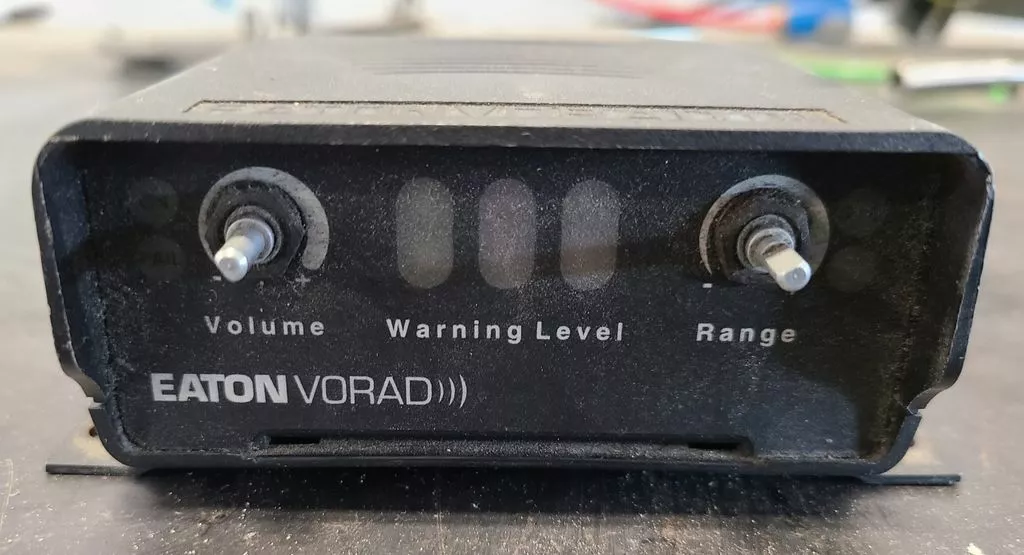 - +
-
Volume Warning Level Range
EATON VORAD)))